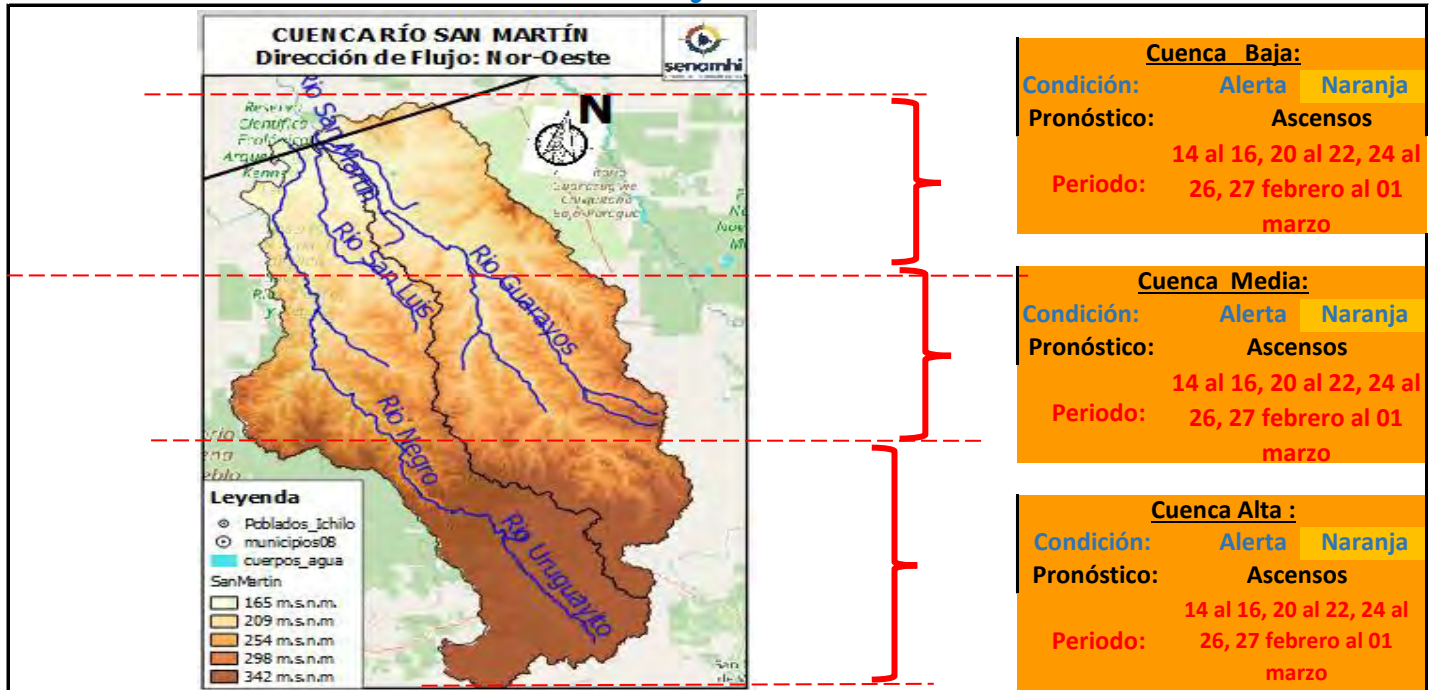 CUENCA RÍO SAN MARTÍN
Dirección de Flujo: Nor-Oeste
senamhi
N
Río San Martín
Río San Luis
Río Guarayos
Río Negro
Río Uruguayito
Leyenda
Poblados_Ichilo
municipios08
cuerpos_agua
SanMartin
165 m.s.n.m.
209 m.s.n.m
254 m.s.n.m
298 m.s.n.m
342 m.s.n.m
Cuenca Baja:
Condición: Alerta Naranja
Pronóstico: Ascensos
Periodo: 14 al 16, 20 al 22, 24 al
26, 27 febrero al 01
marzo
Cuenca Media:
Condición: Alerta Naranja
Pronóstico: Ascensos
Periodo: 14 al 16, 20 al 22, 24 al
26, 27 febrero al 01
marzo
Cuenca Alta :
Condición: Alerta Naranja
Pronóstico: Ascensos
Periodo: 14 al 16, 20 al 22, 24 al
26, 27 febrero al 01
marzo